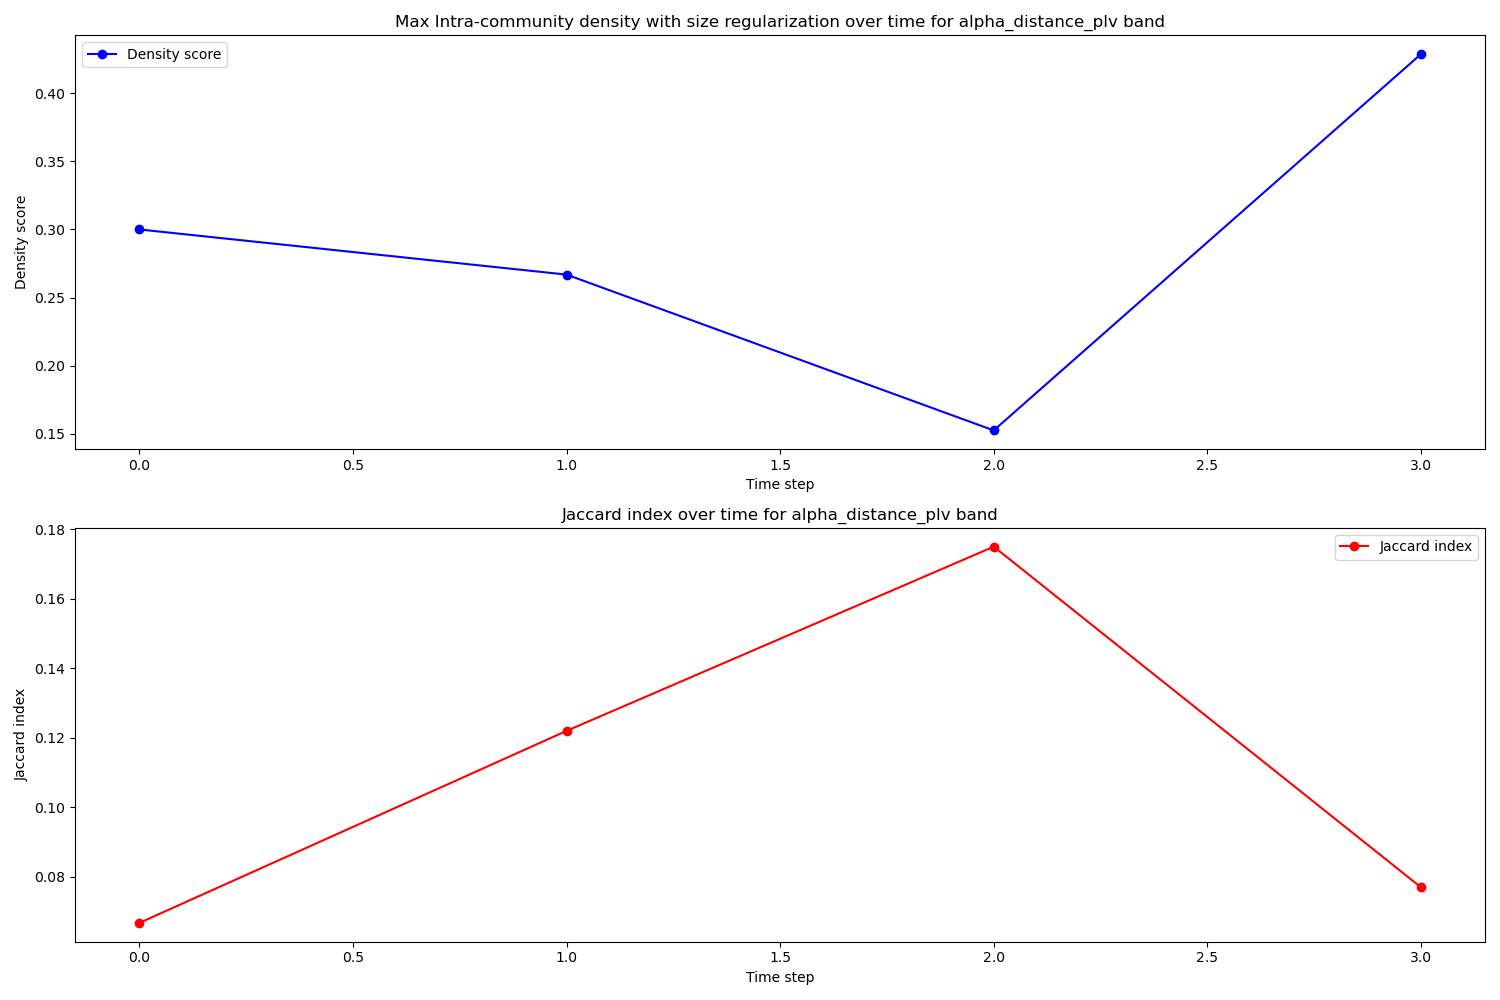 Max Intra-community density with size regularization over time for alpha_distance_plv band
Density score
0.40
0.35
0.30
0.25
0.20
0.15
Density score
0.0 0.5 1.0 1.5 2.0 2.5 3.0
Time step
Jaccard index over time for alpha_distance_plv band
Jaccard index
0.18
0.16
0.14
0.12
0.10
0.08
Jaccard index
0.0 0.5 1.0 1.5 2.0 2.5 3.0
Time step